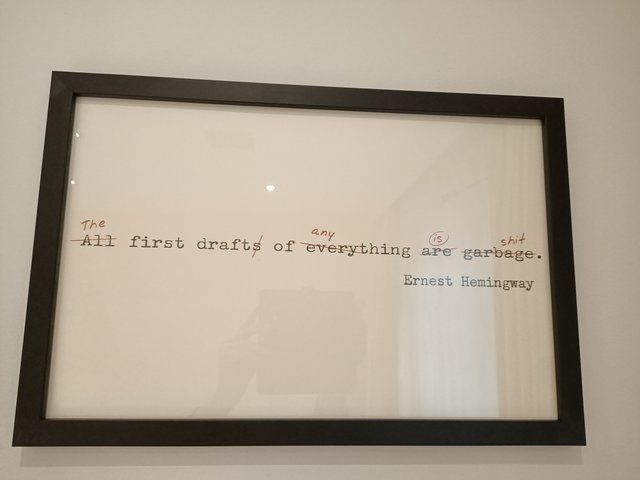 The any is shit
All first drafts of everything are garbage.
Ernest Hemingway